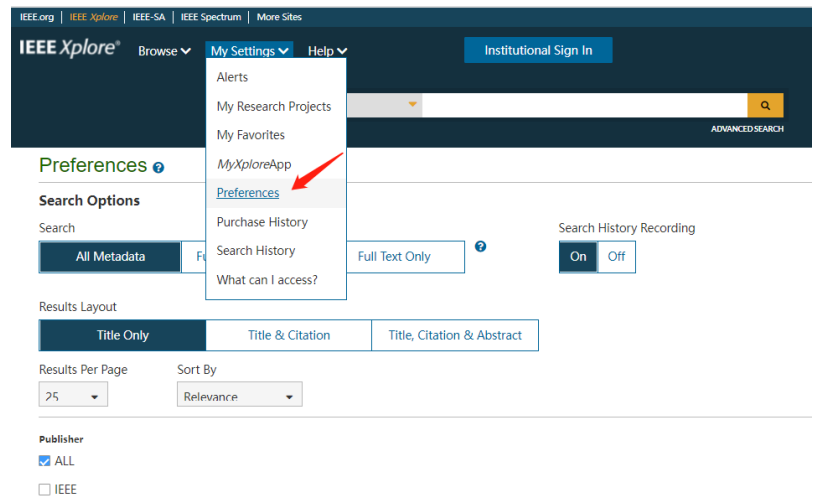 IEEE.org | IEEE Xplore | IEEE-SA | IEEE Spectrum | More Sites
IEEE Xplore® Browse My Settings Help Institutional Sign In
Alerts
My Research Projects
My Favorites
ADVANCED SEARCH
MyXploreApp
Preferences
Preferences
Search Options
Purchase History
Search
Search History Recording
All Metadata
Search History
Full Text Only
On Off
What can I access?
Results Layout
Title Only Title & Citation Title, Citation & Abstract
Results Per Page Sort By
25 Relevance
Publisher
ALL
IEEE